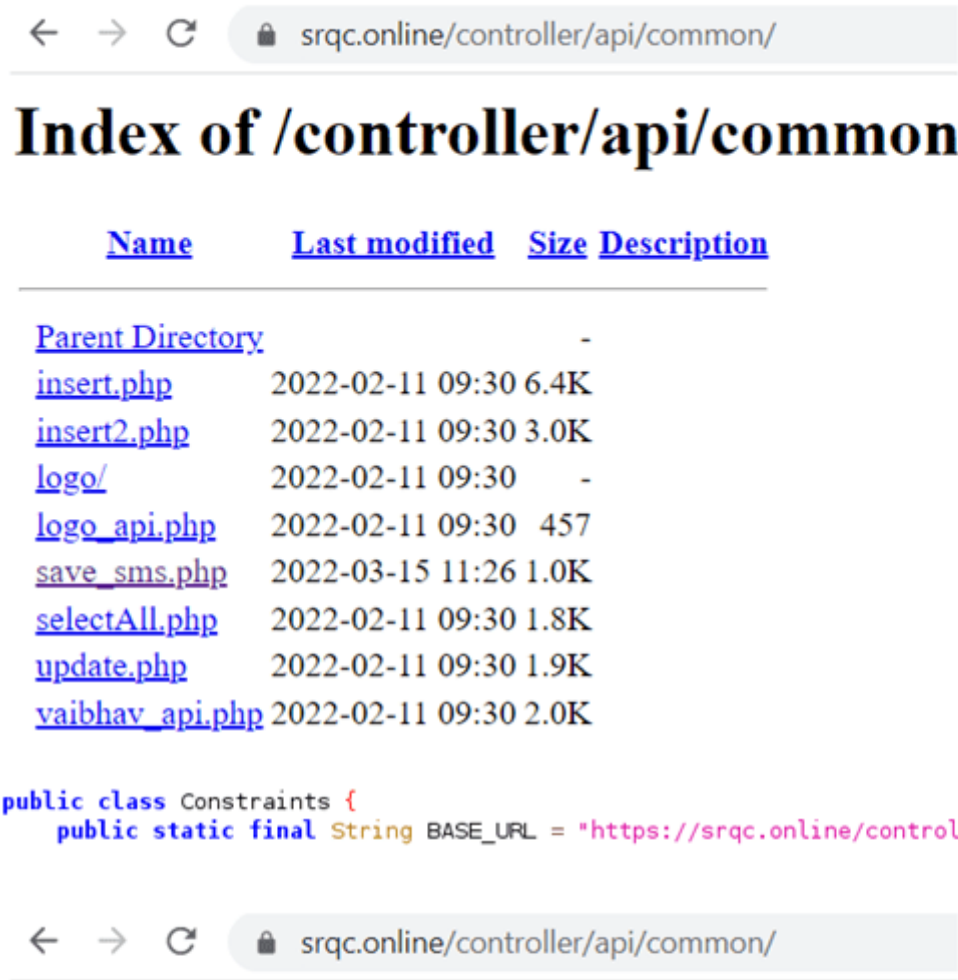 srqc.online/controller/api/common/
Index of /controller/api/common
Name Last modified Size Description
Parent Directory -
insert.php 2022-02-11 09:30 6.4K
insert2.php 2022-02-11 09:30 3.0K
logo/ 2022-02-11 09:30 -
logo_api.php 2022-02-11 09:30 457
save_sms.php 2022-03-15 11:26 1.0K
selectAll.php 2022-02-11 09:30 1.8K
update.php 2022-02-11 09:30 1.9K
vaibhav_api.php 2022-02-11 09:30 2.0K
public class Constraints {
public static final String BASE_URL = "https://srqc.online/control
srqc.online/controller/api/common/